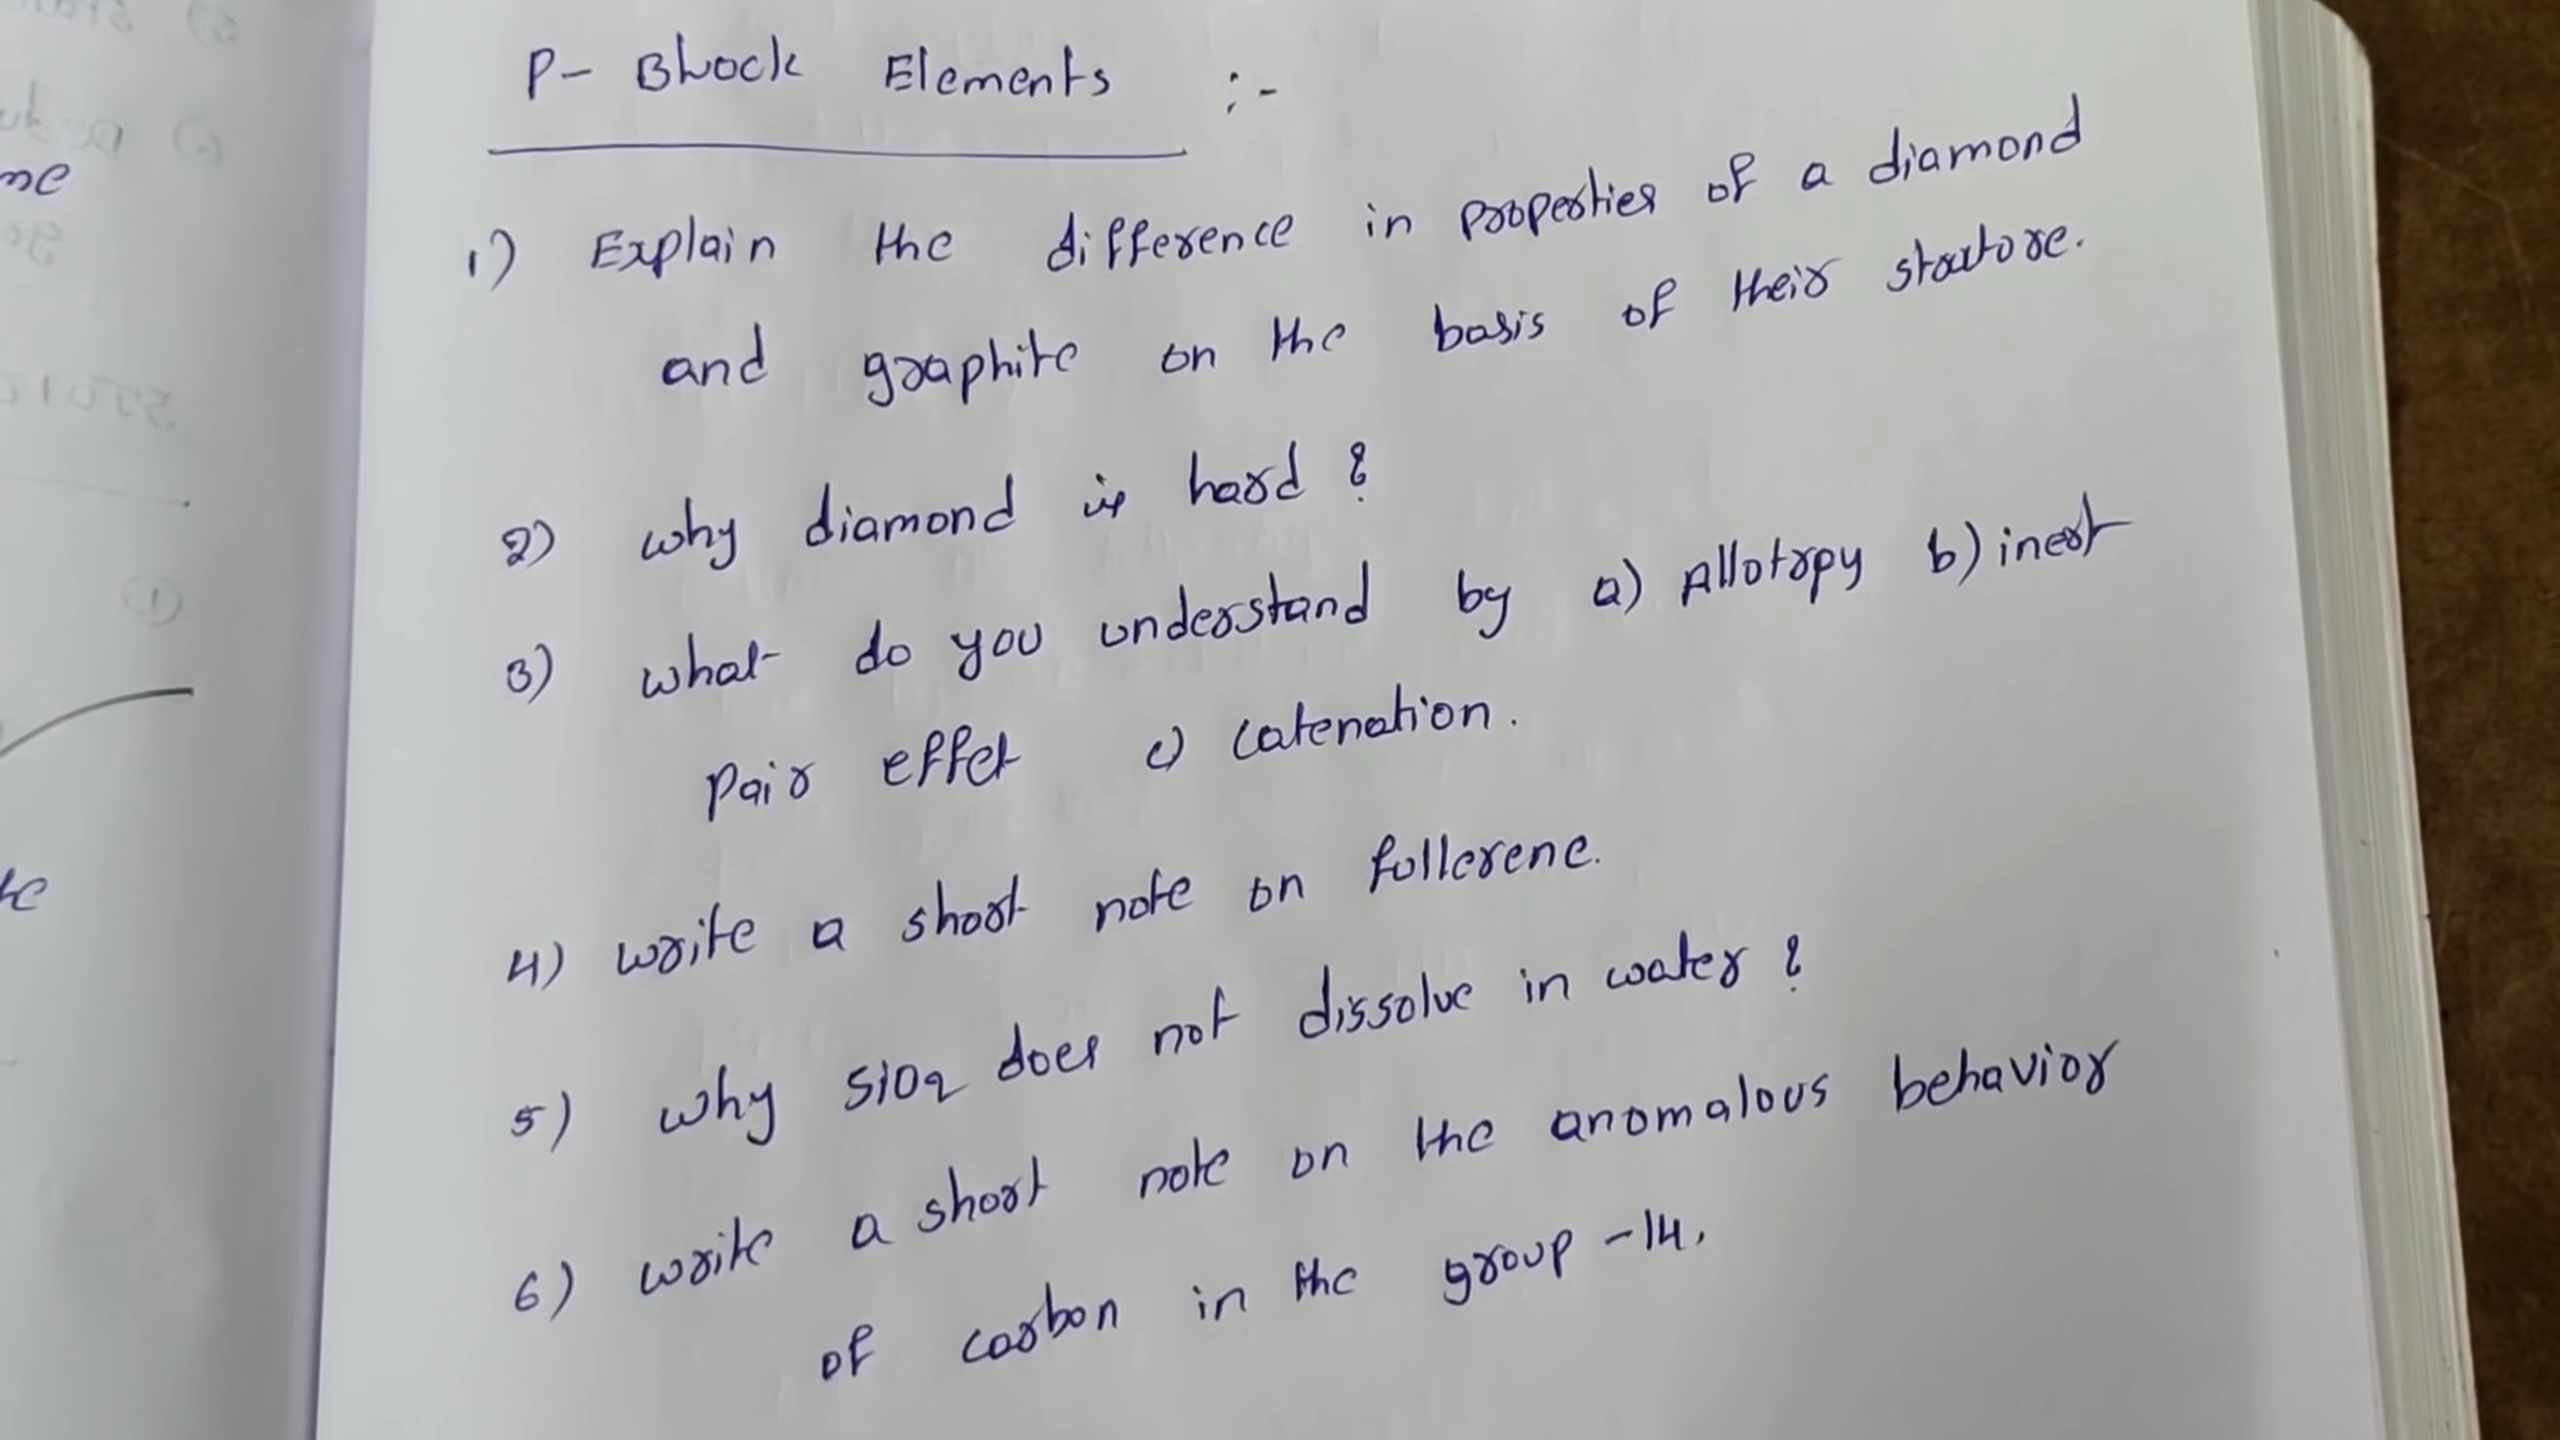 P- Block Elements :-
1) Explain the difference in properties of a diamond
and graphite on the basis of their structure.
2) why diamond is hard ?
3) what do you understand by a) Allotropy b) inert
pair effect c) catenation.
4) write a short note on fullerene.
5) why SiO2 does not dissolve in water ?
6) write a short note on the anomalous behavior
of carbon in the group -14.